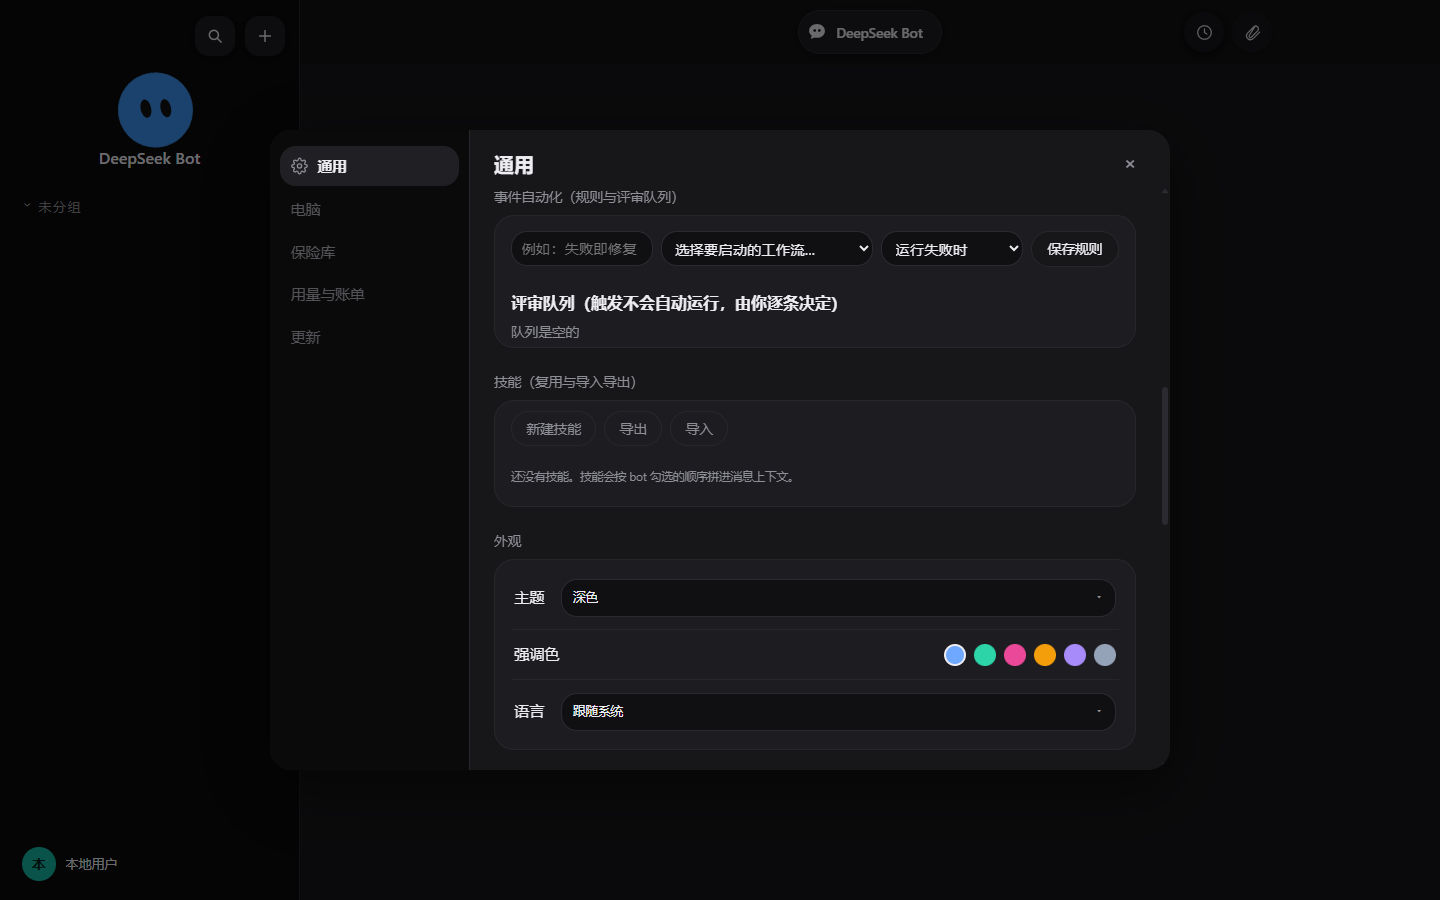 DeepSeek Bot
DeepSeek Bot
未分组
通用
电脑
保险库
用量与账单
更新
通用
事件自动化（规则与评审队列）
例如：失败即修复 选择要启动的工作流... 运行失败时 保存规则
评审队列（触发不会自动运行，由你逐条决定）
队列是空的
技能（复用与导入导出）
新建技能 导出 导入
还没有技能。技能会按 bot 勾选的顺序拼进消息上下文。
外观
主题 深色
强调色
语言 跟随系统
本 本地用户